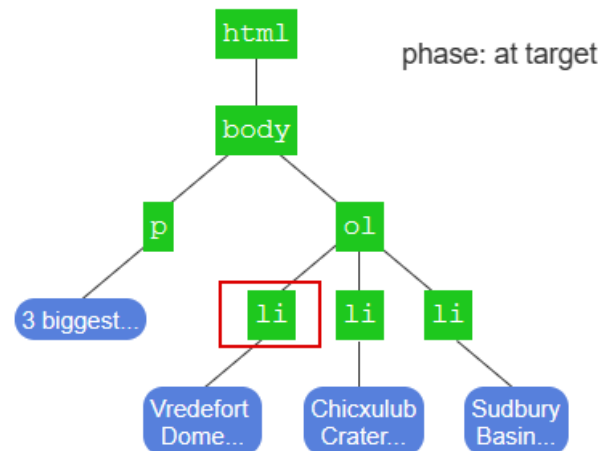 html
phase: at target
body
p
ol
3 biggest...
li
li
li
Vredefort
Dome...
Chicxulub
Crater...
Sudbury
Basin...